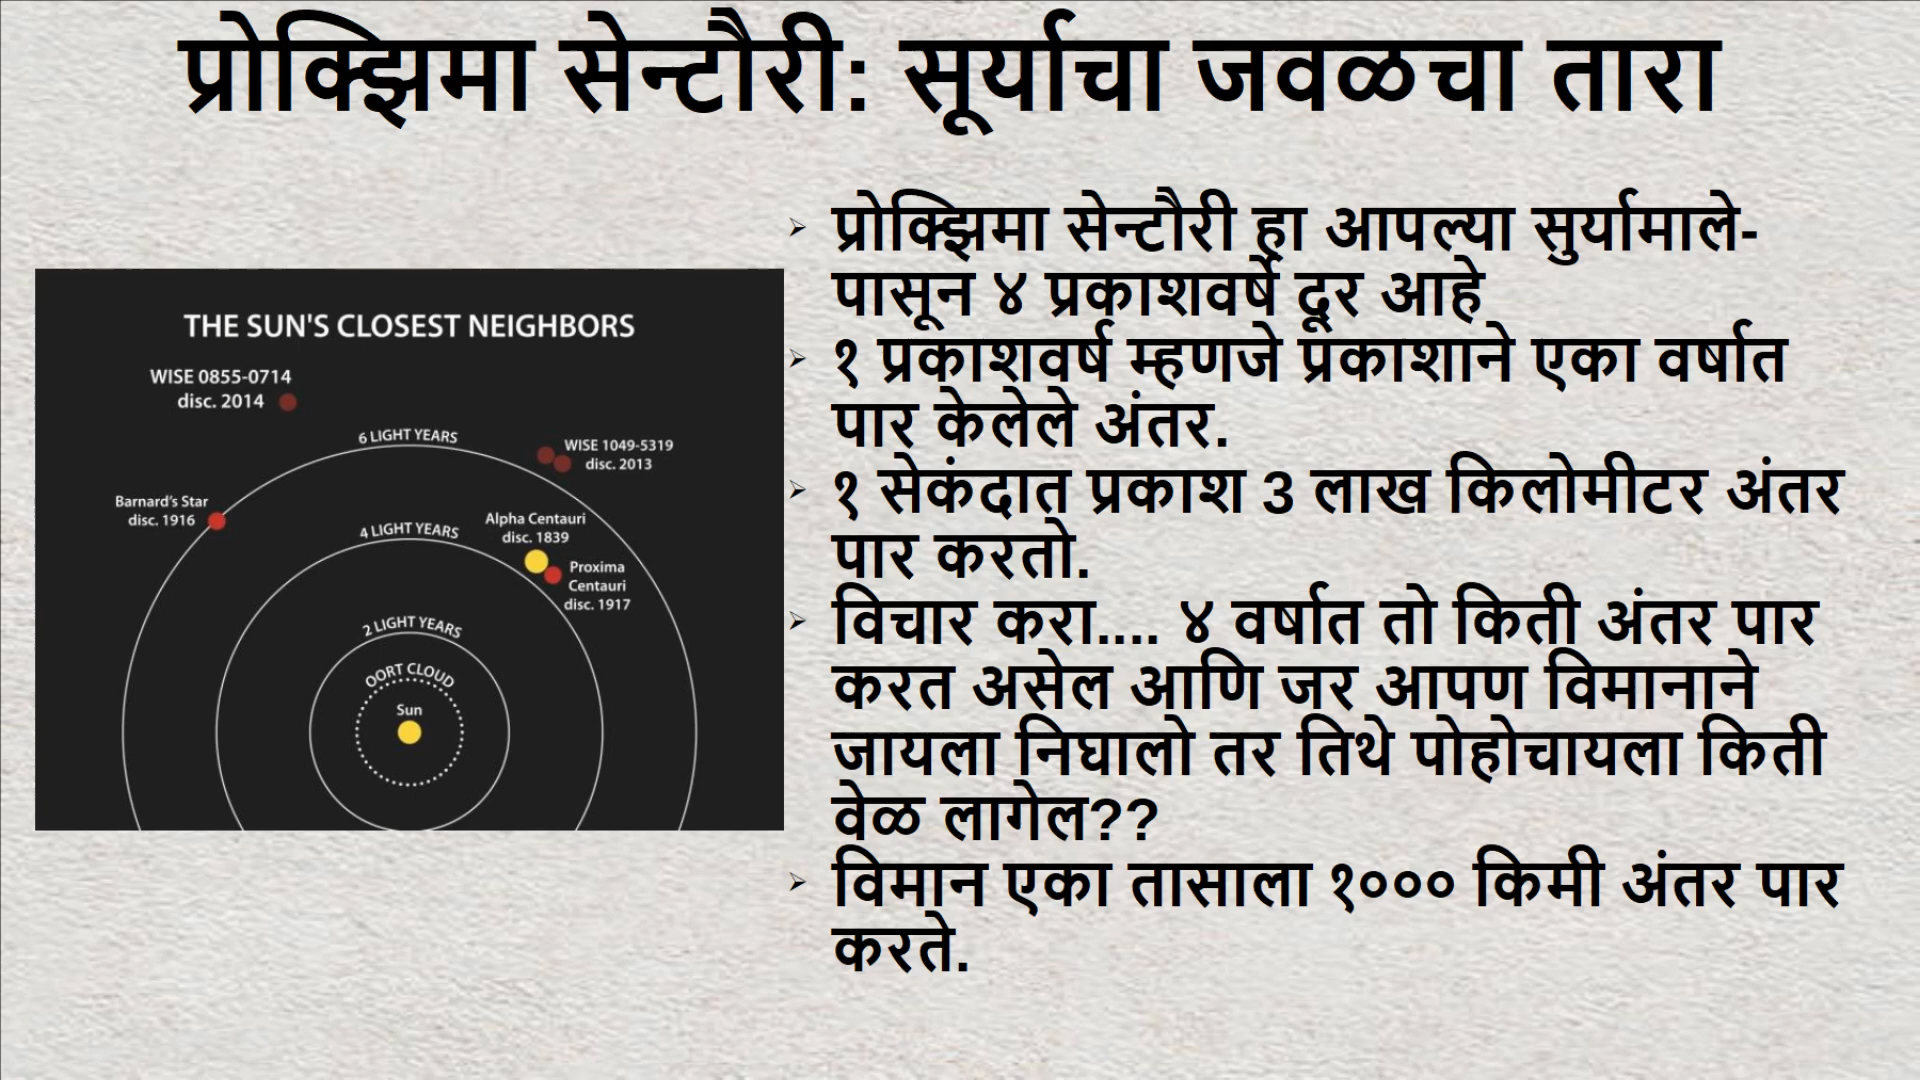 प्रोक्झिमा सेन्टौरी: सूर्याचा जवळचा तारा
THE SUN'S CLOSEST NEIGHBORS
WISE 0855-0714
disc. 2014
6 LIGHT YEARS
WISE 1049-5319
disc. 2013
Barnard's Star
disc. 1916
4 LIGHT YEARS
Alpha Centauri
disc. 1839
Proxima
Centauri
disc. 1917
2 LIGHT YEARS
OORT CLOUD
Sun
प्रोक्झिमा सेन्टौरी हा आपल्या सुर्यामाले-
पासून ४ प्रकाशवर्षे दूर आहे
१ प्रकाशवर्ष म्हणजे प्रकाशाने एका वर्षात
पार केलेले अंतर.
१ सेकंदात प्रकाश 3 लाख किलोमीटर अंतर
पार करतो.
विचार करा.... ४ वर्षात तो किती अंतर पार
करत असेल आणि जर आपण विमानाने
जायला निघालो तर तिथे पोहोचायला किती
वेळ लागेल??
विमान एका तासाला १००० किमी अंतर पार
करते.